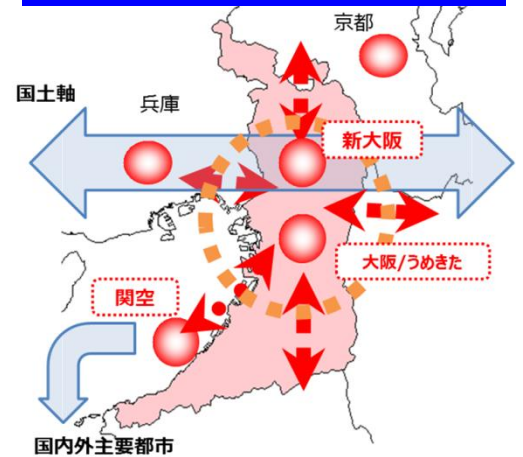 京都
国土軸
兵庫
新大阪
大阪/うめきた
関空
国内外主要都市